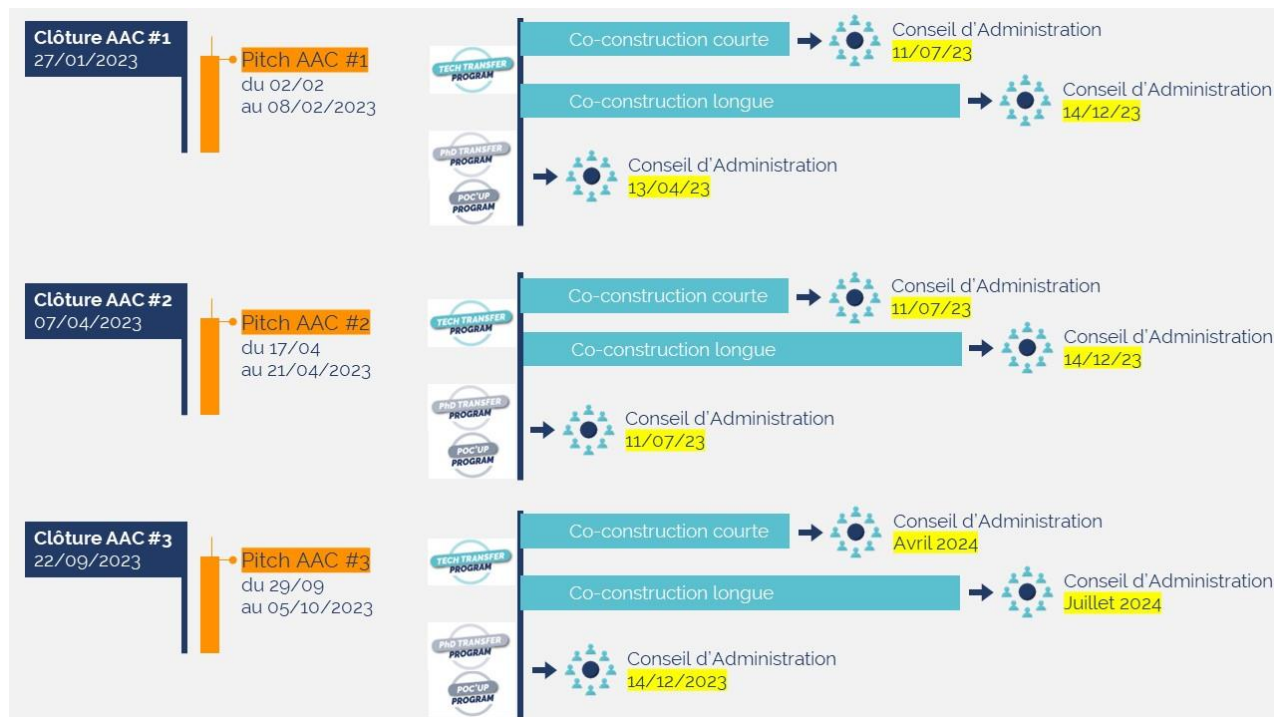 Clôture AAC #1
27/01/2023
Pitch AAC #1
du 02/02
au 08/02/2023
TECH TRANSFER
PROGRAM
Co-construction courte
Conseil d'Administration
11/07/23
Co-construction longue
Conseil d'Administration
14/12/23
PhD TRANSFER
PROGRAM
POC'UP
PROGRAM
Conseil d'Administration
13/04/23
Clôture AAC #2
07/04/2023
Pitch AAC #2
du 17/04
au 21/04/2023
TECH TRANSFER
PROGRAM
Co-construction courte
Conseil d'Administration
11/07/23
Co-construction longue
Conseil d'Administration
14/12/23
PhD TRANSFER
PROGRAM
POC'UP
PROGRAM
Conseil d'Administration
11/07/23
Clôture AAC #3
22/09/2023
Pitch AAC #3
du 29/09
au 05/10/2023
TECH TRANSFER
PROGRAM
Co-construction courte
Conseil d'Administration
Avril 2024
Co-construction longue
Conseil d'Administration
Juillet 2024
PhD TRANSFER
PROGRAM
POC'UP
PROGRAM
Conseil d'Administration
14/12/2023